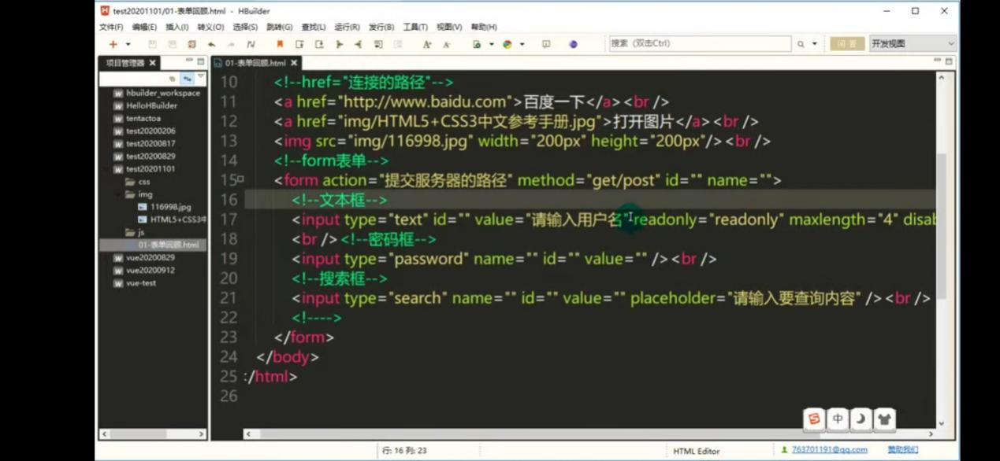 test20201101/01-表单回顾.html - HBuilder
文件(F) 编辑(E) 插入(I) 转义(O) 选择(S) 跳转(G) 查找(L) 运行(R) 发行(B) 工具(T) 视图(V) 帮助(H)
搜索 (双击Ctrl) 问答 开发视图
项目管理器 01-表单回顾.html
hbuilder_workspace
HelloHBuilder
tentactoa
test20200206
test20200817
test20200829
test20201101
css
img
116998.jpg
HTML5+CSS3中
js
01-表单回顾.html
vue20200829
vue20200912
vue-test
10 <!--href="连接的路径"-->
11 <a href="http://www.baidu.com">百度一下</a><br />
12 <a href="img/HTML5+CSS3中文参考手册.jpg">打开图片</a><br />
13 <img src="img/116998.jpg" width="200px" height="200px"/><br />
14 <!--form表单-->
15 <form action="提交服务器的路径" method="get/post" id="" name="">
16 <!--文本框-->
17 <input type="text" id="" value="请输入用户名" readonly="readonly" maxlength="4" disal
18 <br /><!--密码框-->
19 <input type="password" name="" id="" value="" /><br />
20 <!--搜索框-->
21 <input type="search" name="" id="" value="" placeholder="请输入要查询内容" /><br />
22 <!---->
23 </form>
24 </body>
25 :/html>
26
中
行: 16 列: 23 HTML Editor 763701191@qq.com 赞助我们